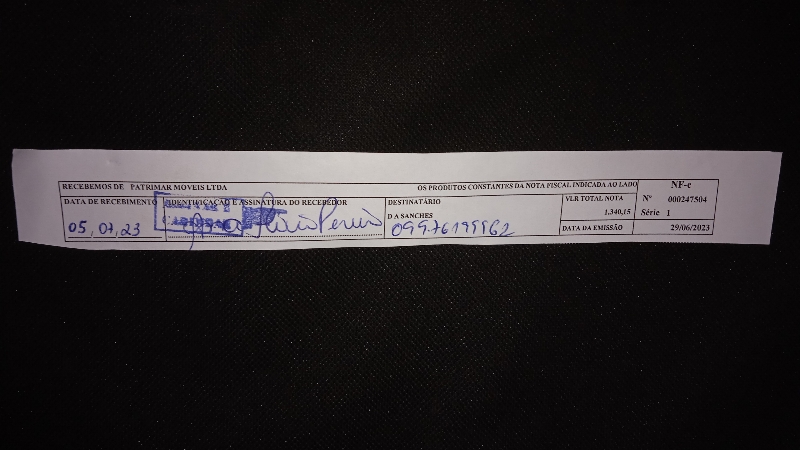 RECEBEMOS DE PATRIMAR MOVEIS LTDA OS PRODUTOS CONSTANTES DA NOTA FISCAL INDICADA AO LADO
NF-e
DATA DE RECEBIMENTO
05, 07, 23
IDENTIFICAÇÃO E ASSINATURA DO RECEBEDOR
DESTINATÁRIO
D A SANCHES
VLR TOTAL NOTA
1.340,15
DATA DA EMISSÃO
Nº 000247504
Série 1
29/06/2023